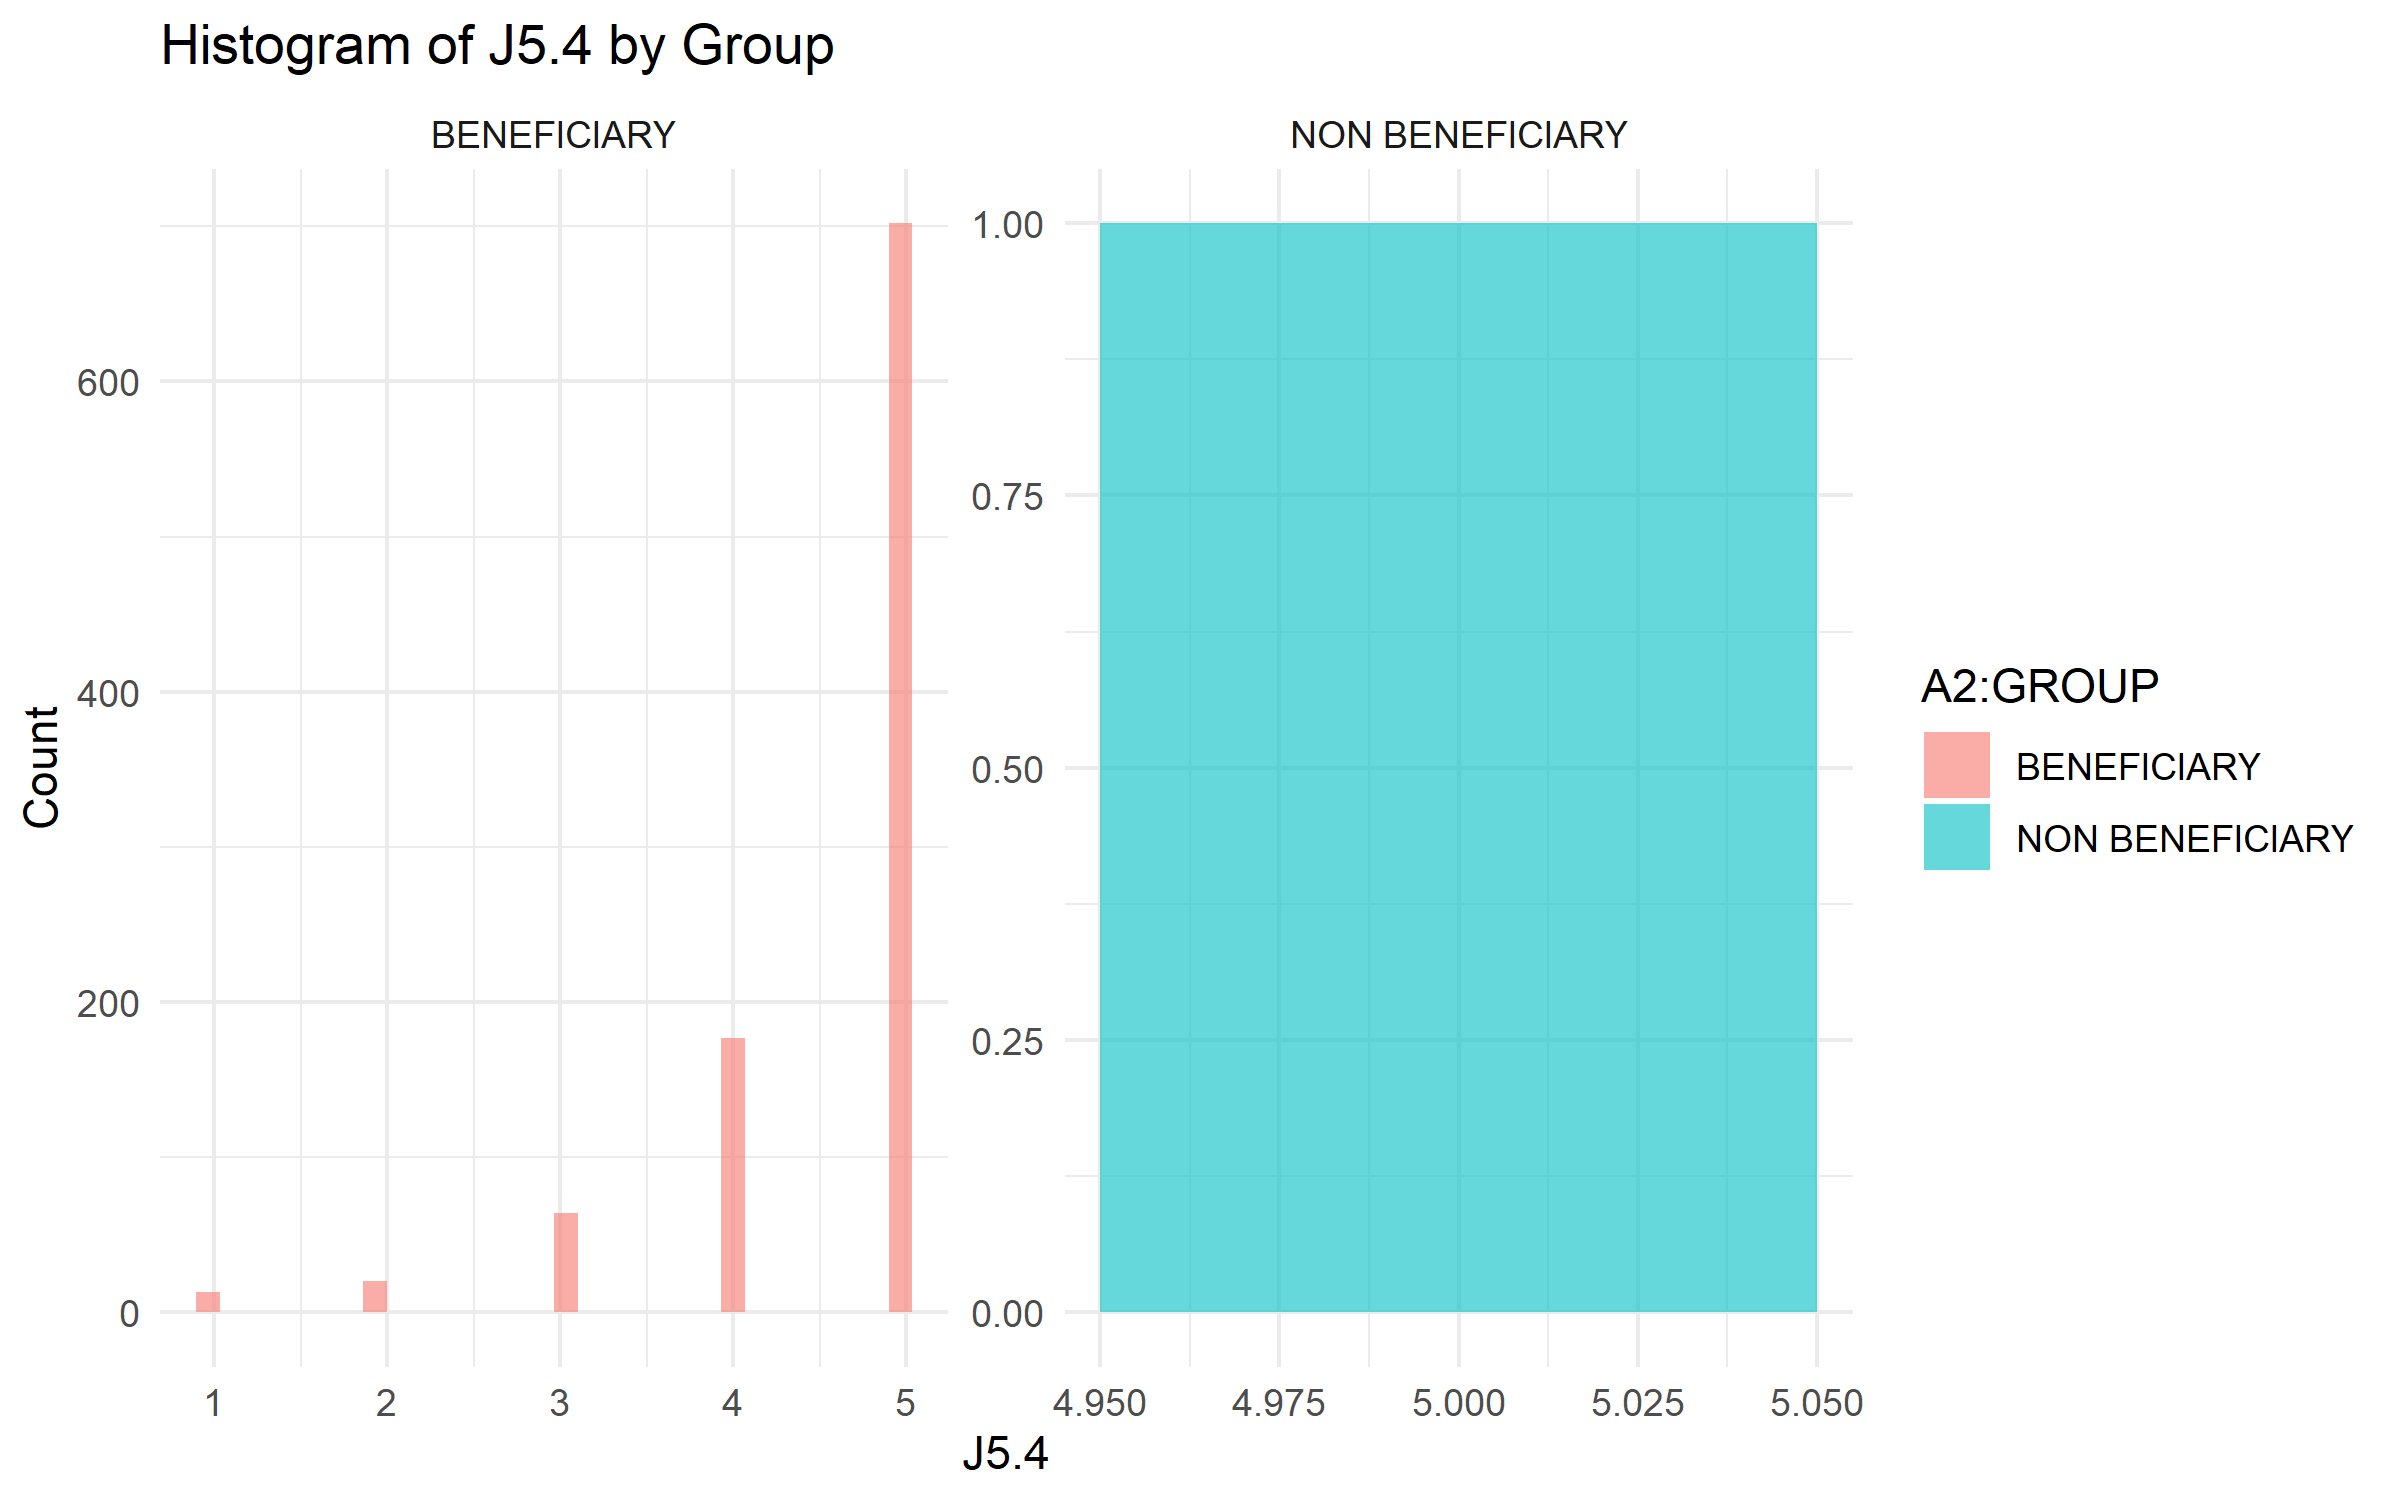 Histogram of J5.4 by Group
BENEFICIARY
NON BENEFICIARY
Count
600
400
200
0
1 2 3 4 5
1.00
0.75
0.50
0.25
0.00
4.950 4.975 5.000 5.025 5.050
J5.4
A2:GROUP
BENEFICIARY
NON BENEFICIARY